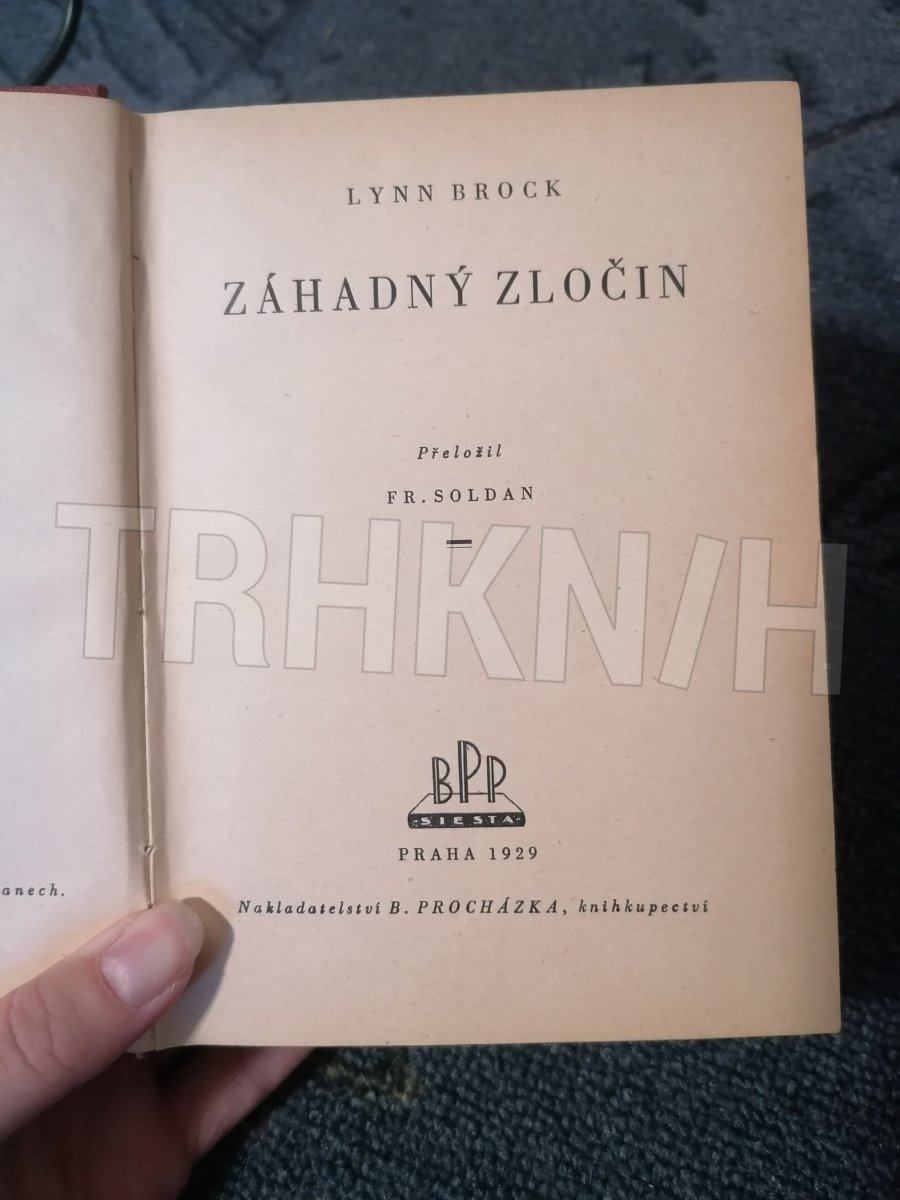 LYNN BROCK
ZÁHADNÝ ZLOČIN
Přeložil
FR. SOLDAN
TRHKNIH
BPP
„SIESTA“
PRAHA 1929
anech.
Nakladatelství B. PROCHÁZKA, knihkupectví